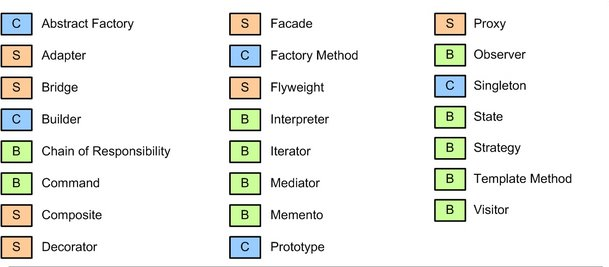 C Abstract Factory
S Adapter
S Bridge
C Builder
B Chain of Responsibility
B Command
S Composite
S Decorator
S Facade
C Factory Method
S Flyweight
B Interpreter
B Iterator
B Mediator
B Memento
C Prototype
S Proxy
B Observer
C Singleton
B State
B Strategy
B Template Method
B Visitor